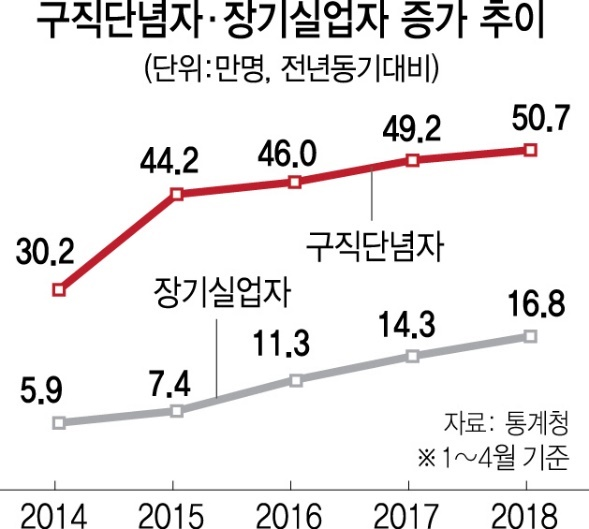 구직단념자·장기실업자 증가 추이
(단위:만명, 전년동기대비)
30.2
44.2
46.0
49.2
50.7
구직단념자
장기실업자
5.9
7.4
11.3
14.3
16.8
자료: 통계청
※1~4월 기준
2014 2015 2016 2017 2018